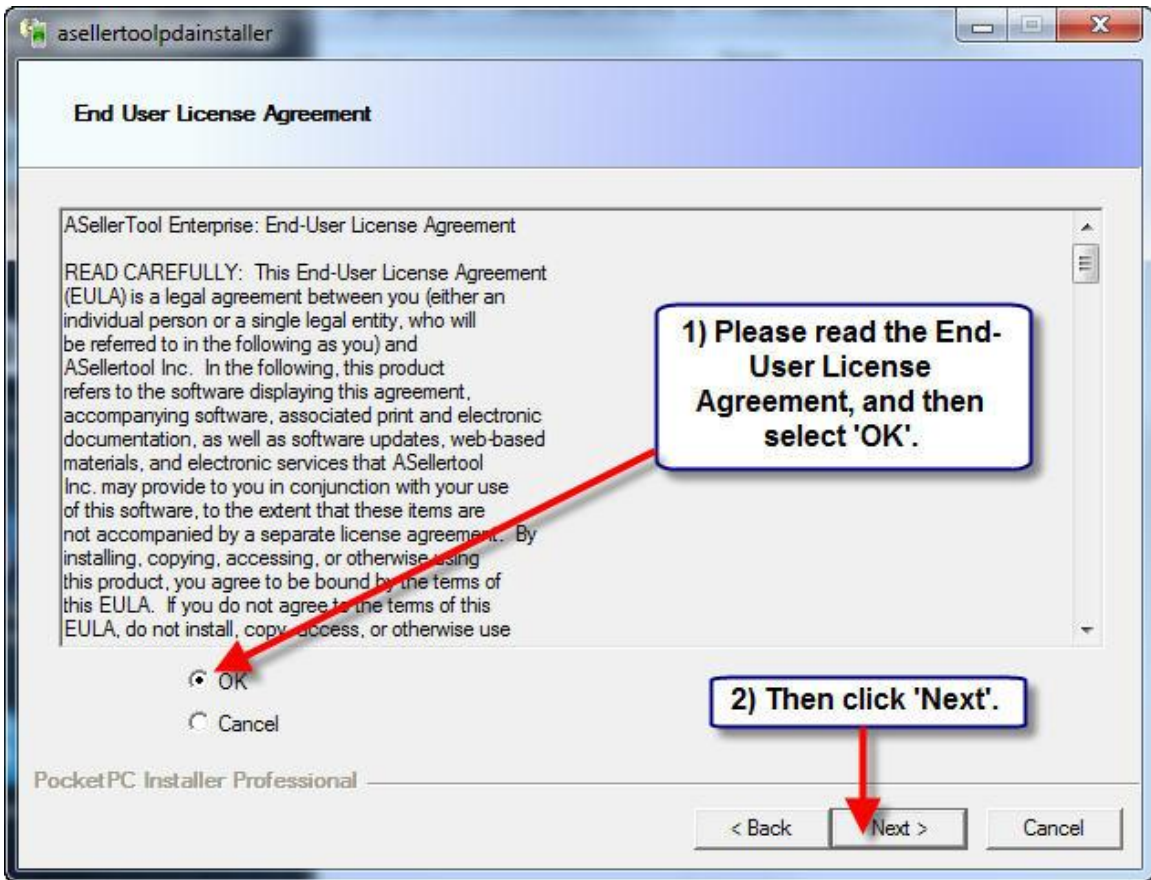 asellertoolpdainstaller
End User License Agreement
ASellerTool Enterprise: End-User License Agreement
READ CAREFULLY: This End-User License Agreement
(EULA) is a legal agreement between you (either an
individual person or a single legal entity, who will
be referred to in the following as you) and
ASellertool Inc. In the following, this product
refers to the software displaying this agreement,
accompanying software, associated print and electronic
documentation, as well as software updates, web-based
materials, and electronic services that ASellertool
Inc. may provide to you in conjunction with your use
of this software, to the extent that these items are
not accompanied by a separate license agreement. By
installing, copying, accessing, or otherwise using
this product, you agree to be bound by the terms of
this EULA. If you do not agree to the terms of this
EULA, do not install, copy, access, or otherwise use
1) Please read the End-
User License
Agreement, and then
select 'OK'.
OK
Cancel
2) Then click 'Next'.
PocketPC Installer Professional
< Back
Next >
Cancel